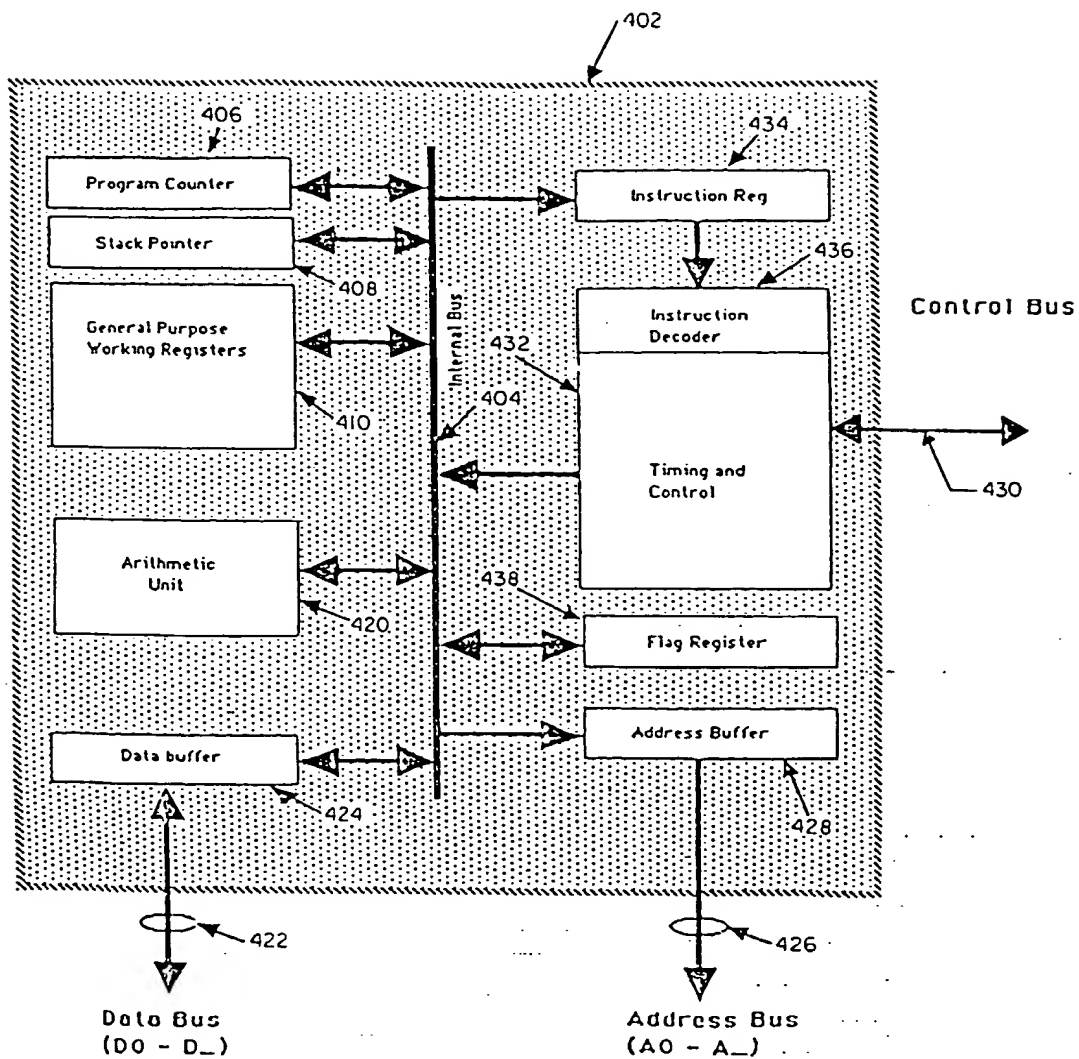 402
406
Program Counter
Stack Pointer
408
General Purpose
Working Registers
410
Internal Bus
404
434
Instruction Reg
436
Instruction
Decoder
432
Timing and
Control
Control Bus
430
Arithmetic
Unit
420
438
Flag Register
Data buffer
424
Address Buffer
428
422
426
Data Bus
(D0 - D_)
Address Bus
(A0 - A_)